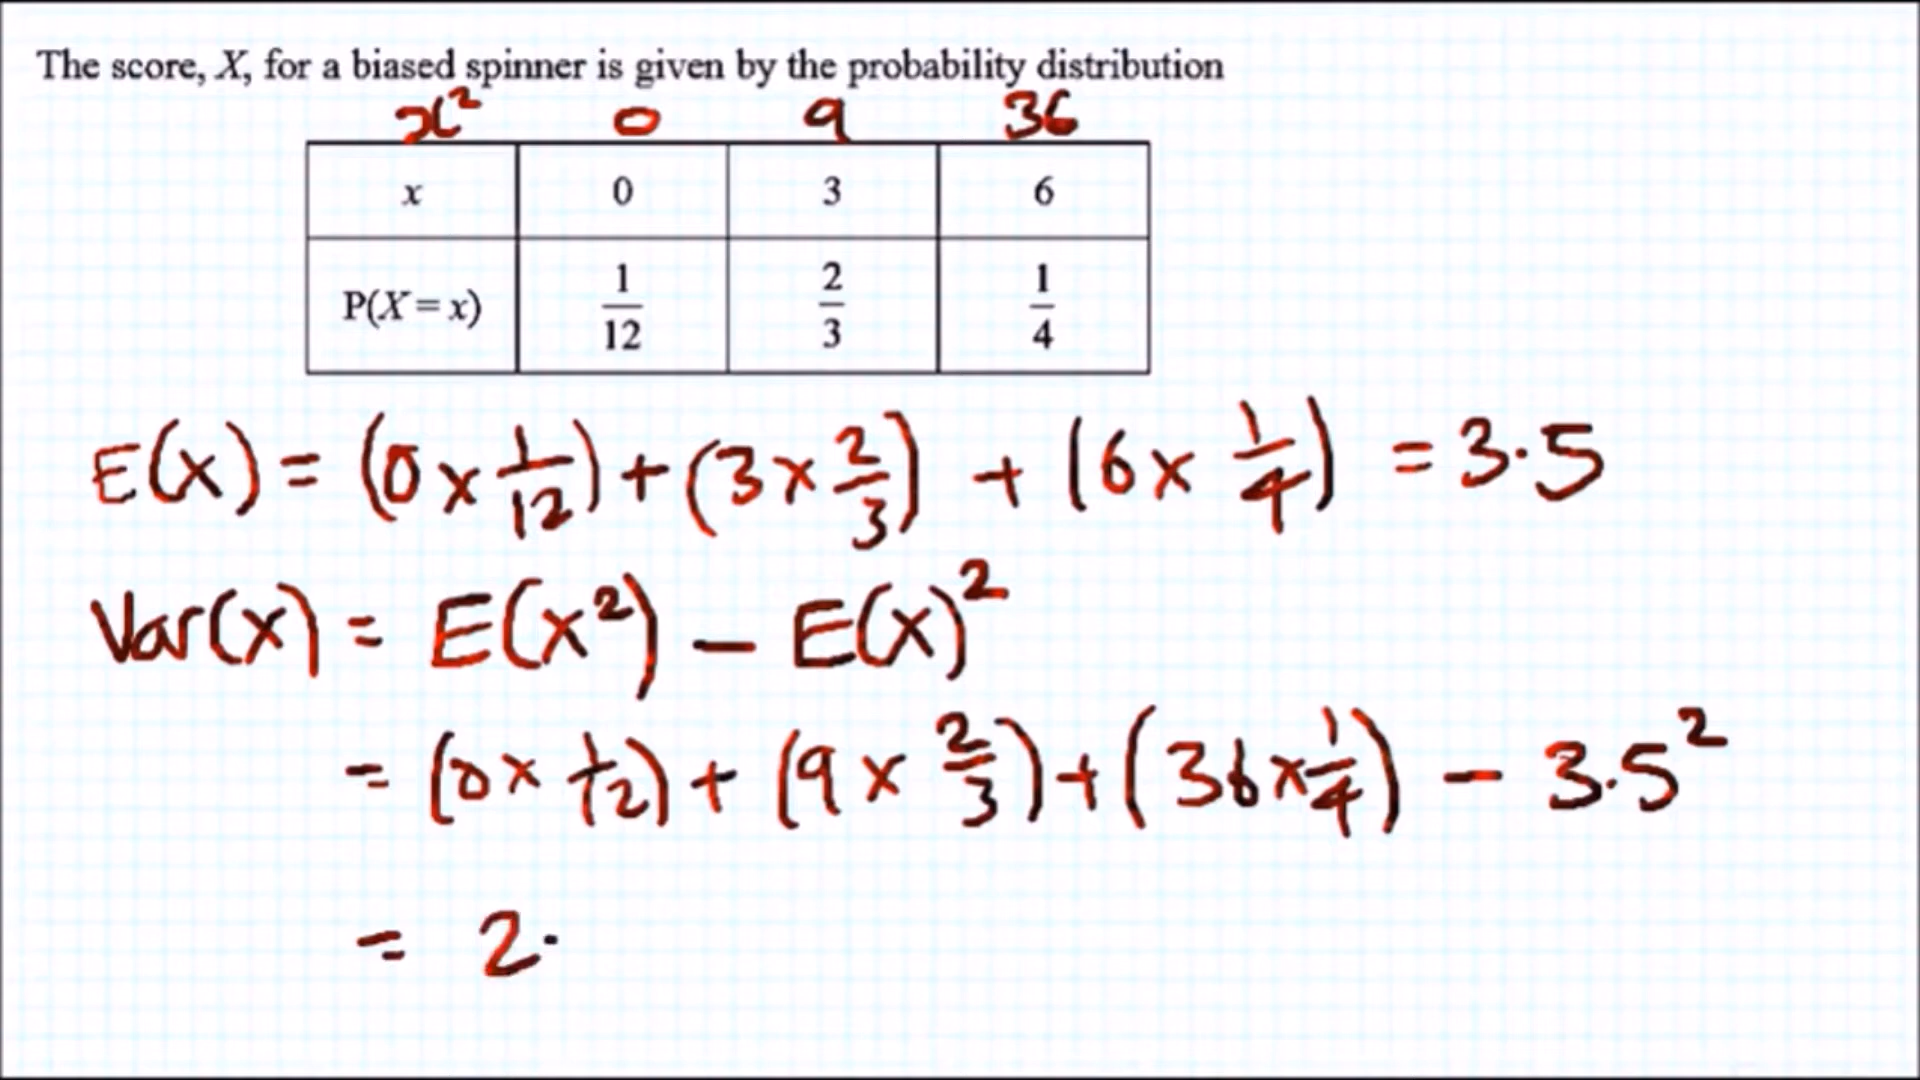 The score, X, for a biased spinner is given by the probability distribution
x² 0 9 36
x 0 3 6
P(X = x) 1/12 2/3 1/4
E(X) = (0 x 1/12) + (3 x 2/3) + (6 x 1/4) = 3.5
Var(X) = E(X²) - E(X)²
= (0 x 1/12) + (9 x 2/3) + (36 x 1/4) - 3.5²
= 2.